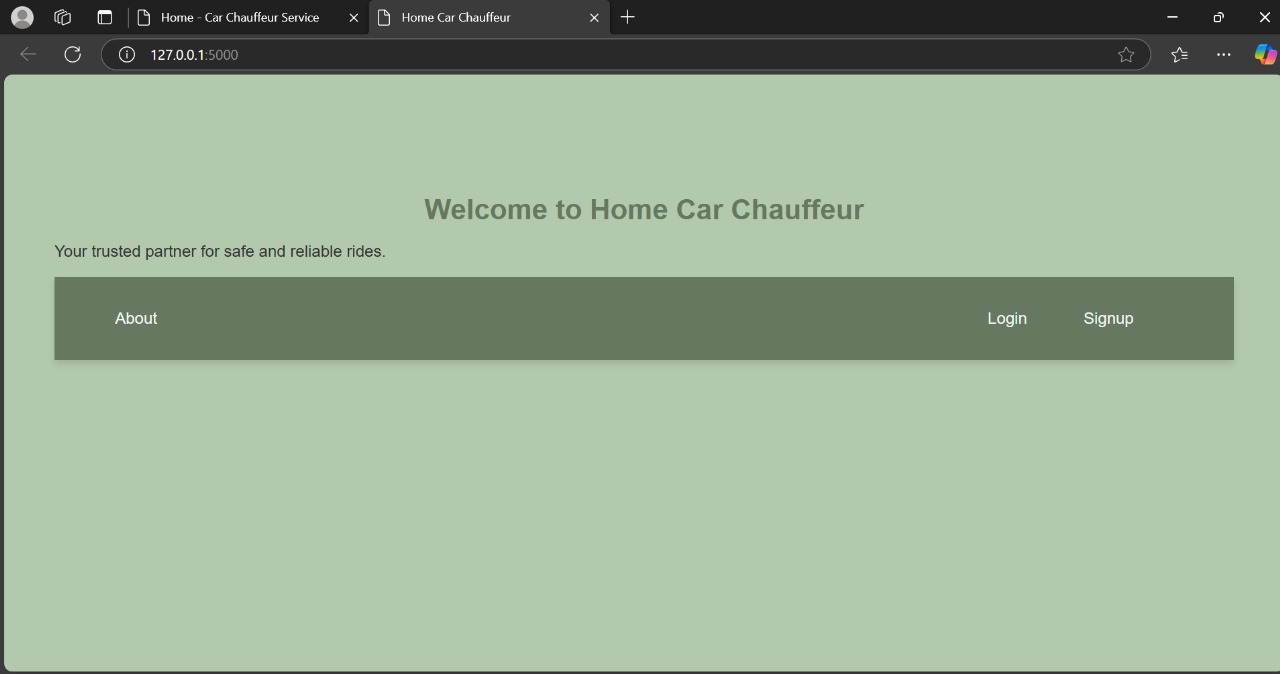 Home - Car Chauffeur Service
Home Car Chauffeur
127.0.0.1:5000
Welcome to Home Car Chauffeur
Your trusted partner for safe and reliable rides.
About Login Signup